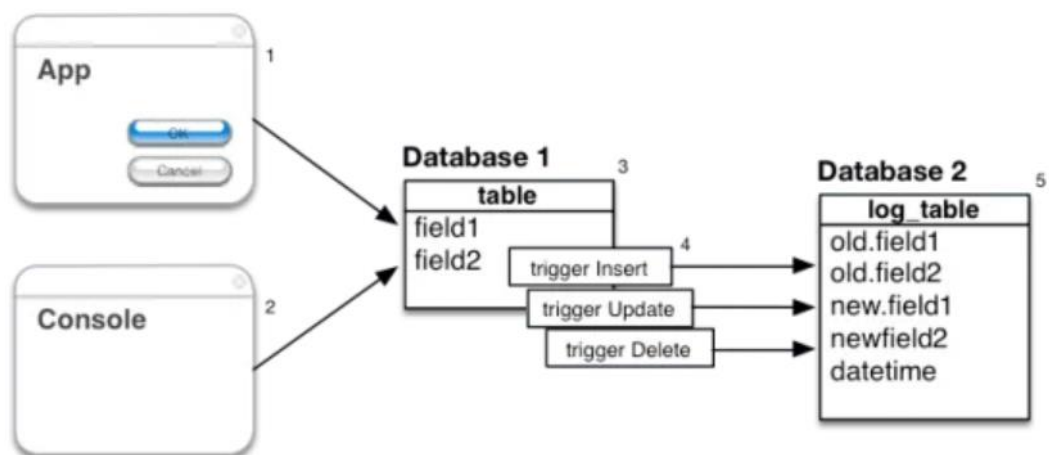 App
1
OK
Cancel
Console
2
Database 1
3
table
field1
field2
4
trigger Insert
trigger Update
trigger Delete
Database 2
5
log_table
old.field1
old.field2
new.field1
newfield2
datetime